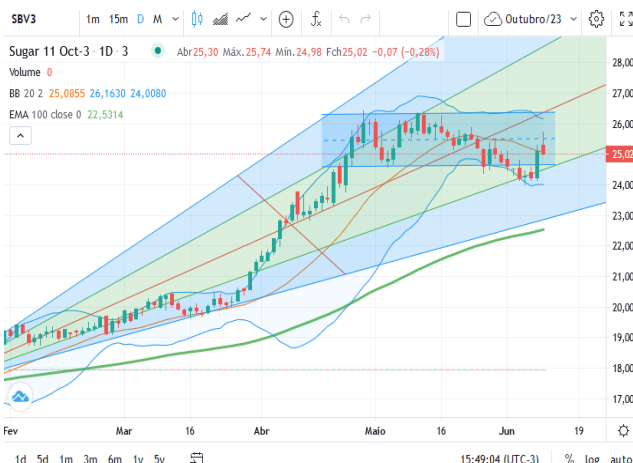 SBV3 1m 15m D M Outubro/23
Sugar 11 Oct-3 · 1D · 3 Abr25,30 Máx.25,74 Mín.24,98 Fch25,02 −0,07 (−0,28%)
Volume 0
BB 20 2 25,0855 26,1630 24,0080
EMA 100 close 0 22,5314
28,00
27,00
26,00
25,02
24,00
23,00
22,00
21,00
20,00
19,00
18,00
17,00
Fev Mar 16 Abr Maio 16 Jun 19
1d 5d 1m 3m 6m 1y 5y 15:49:04 (UTC-3) % log auto